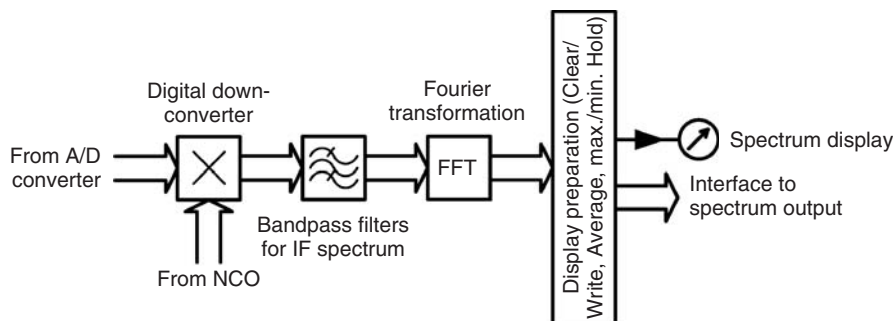 Digital down-
converter
Fourier
transformation
From A/D
converter
FFT
Bandpass filters
for IF spectrum
From NCO
Display preparation (Clear/
Write, Average, max./min. Hold)
Spectrum display
Interface to
spectrum output